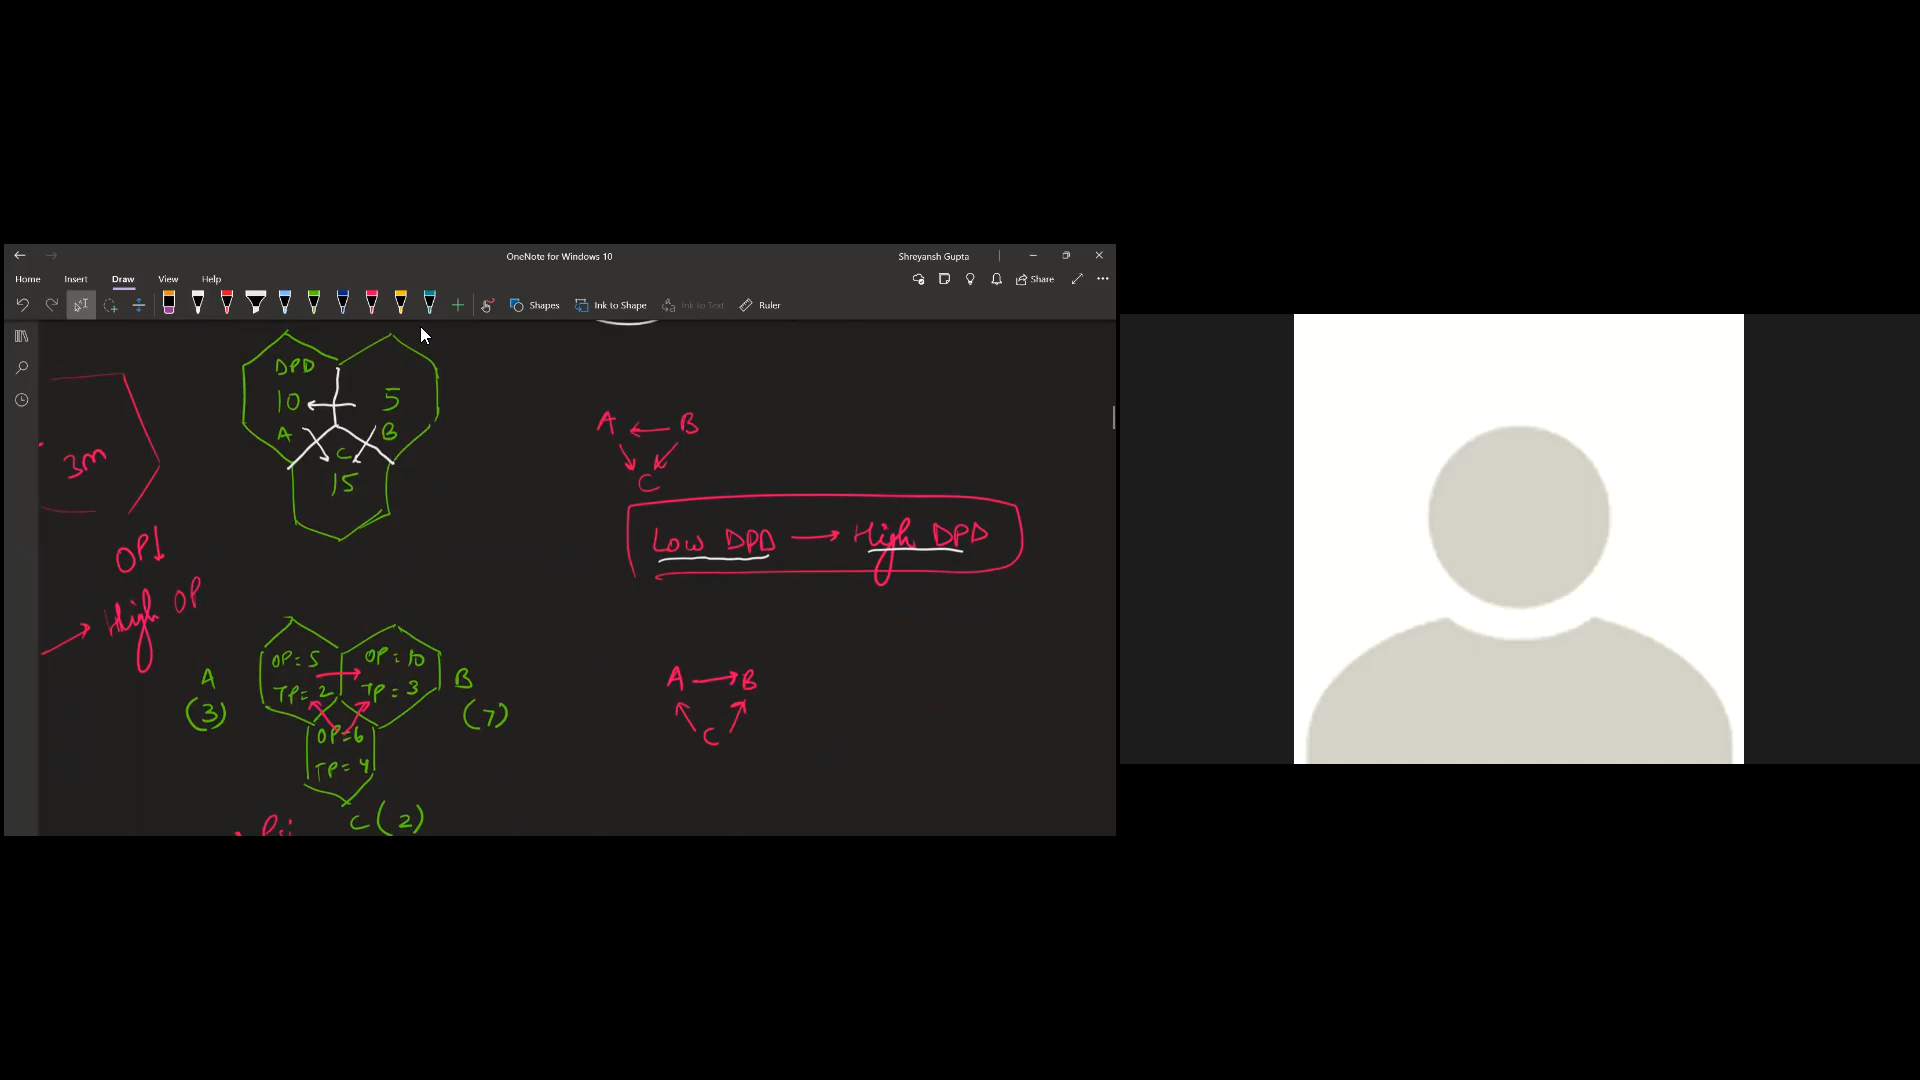 OneNote for Windows 10
Shreyansh Gupta
Home Insert Draw View Help
Share
Shapes Ink to Shape Ink to Text Ruler
DPD
10 5
A B
C
15
3m
OP↓
→ High OP
A ← B
C
Low DPD → High DPD
A
(3)
OP=5 OP=10
TP=2 TP=3
B
(7)
OP=6
TP=4
C (2)
A → B
C